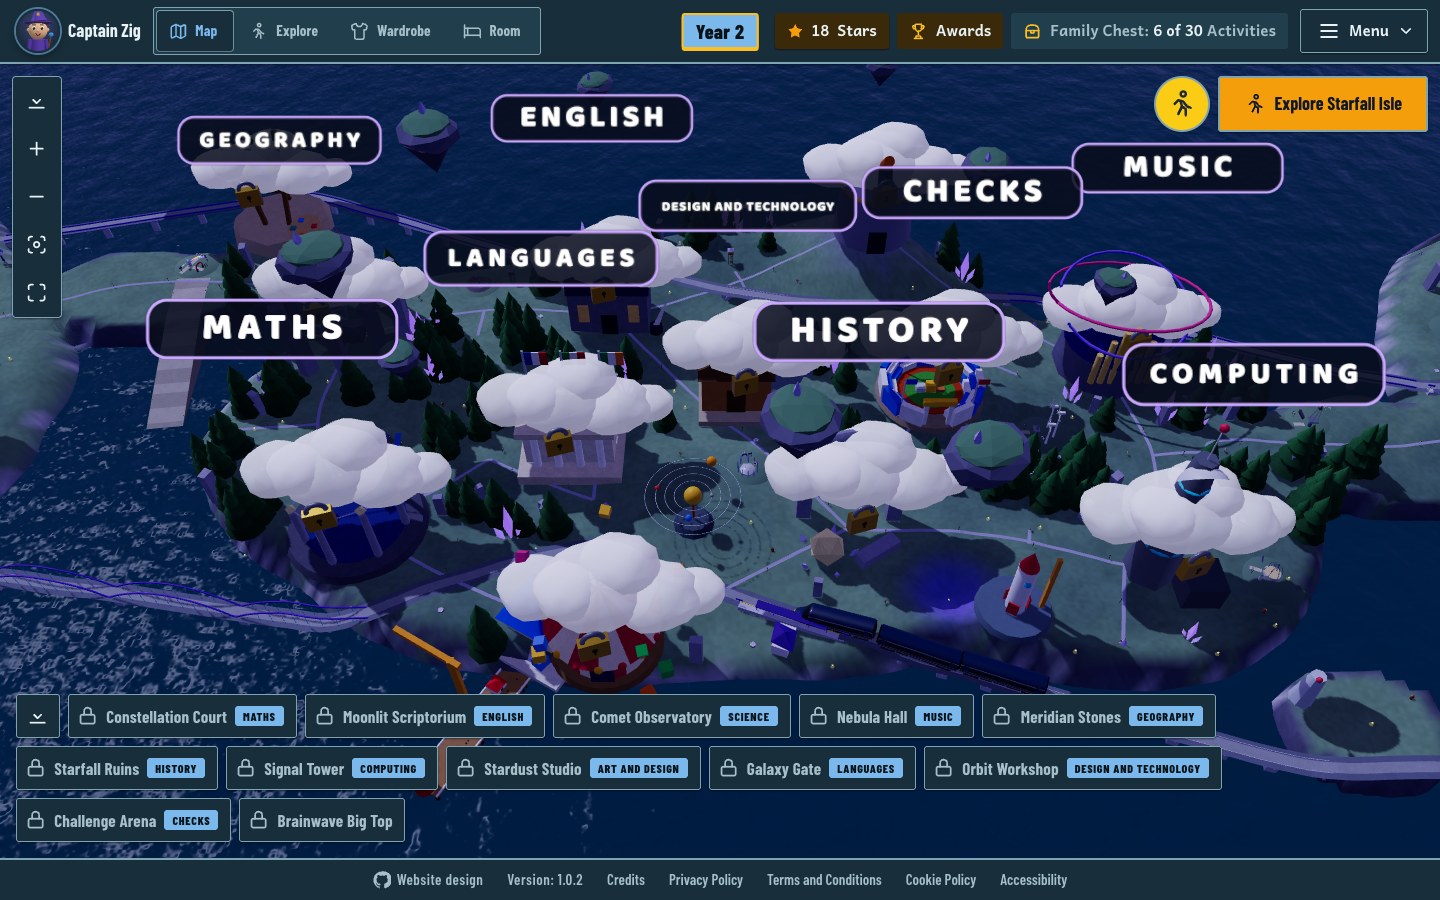 Captain Zig
Map
Explore
Wardrobe
Room
Year 2
18 Stars
Awards
Family Chest: 6 of 30 Activities
Menu
Explore Starfall Isle
ENGLISH
GEOGRAPHY
MUSIC
CHECKS
DESIGN AND TECHNOLOGY
LANGUAGES
MATHS
HISTORY
COMPUTING
Constellation Court MATHS
Moonlit Scriptorium ENGLISH
Comet Observatory SCIENCE
Nebula Hall MUSIC
Meridian Stones GEOGRAPHY
Starfall Ruins HISTORY
Signal Tower COMPUTING
Stardust Studio ART AND DESIGN
Galaxy Gate LANGUAGES
Orbit Workshop DESIGN AND TECHNOLOGY
Challenge Arena CHECKS
Brainwave Big Top
Website design
Version: 1.0.2
Credits
Privacy Policy
Terms and Conditions
Cookie Policy
Accessibility